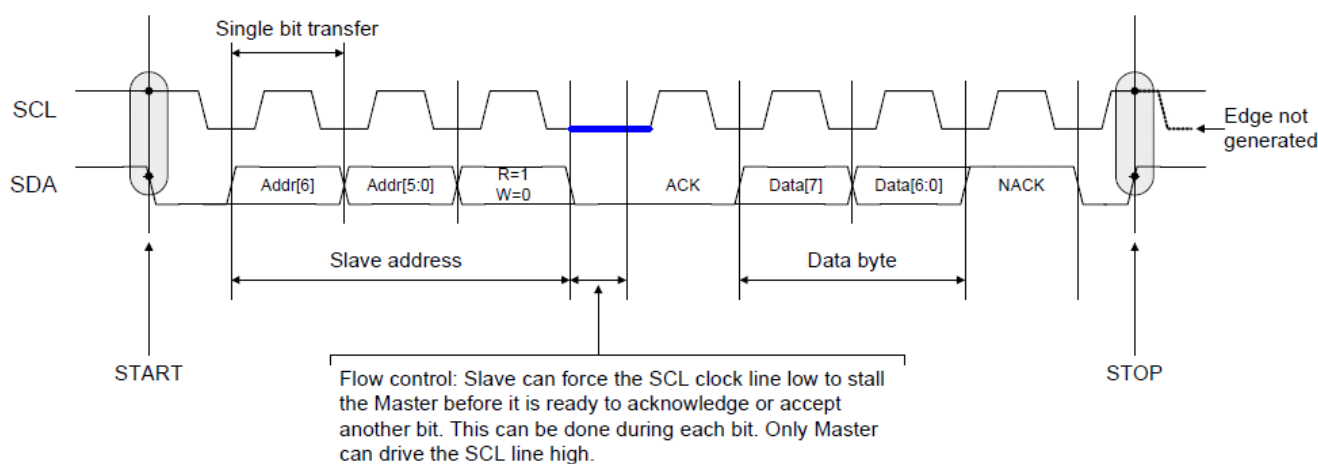 Single bit transfer
SCL
Edge not
generated
SDA
Addr[6]
Addr[5:0]
R=1
W=0
ACK
Data[7]
Data[6:0]
NACK
Slave address
Data byte
START
STOP
Flow control: Slave can force the SCL clock line low to stall
the Master before it is ready to acknowledge or accept
another bit. This can be done during each bit. Only Master
can drive the SCL line high.